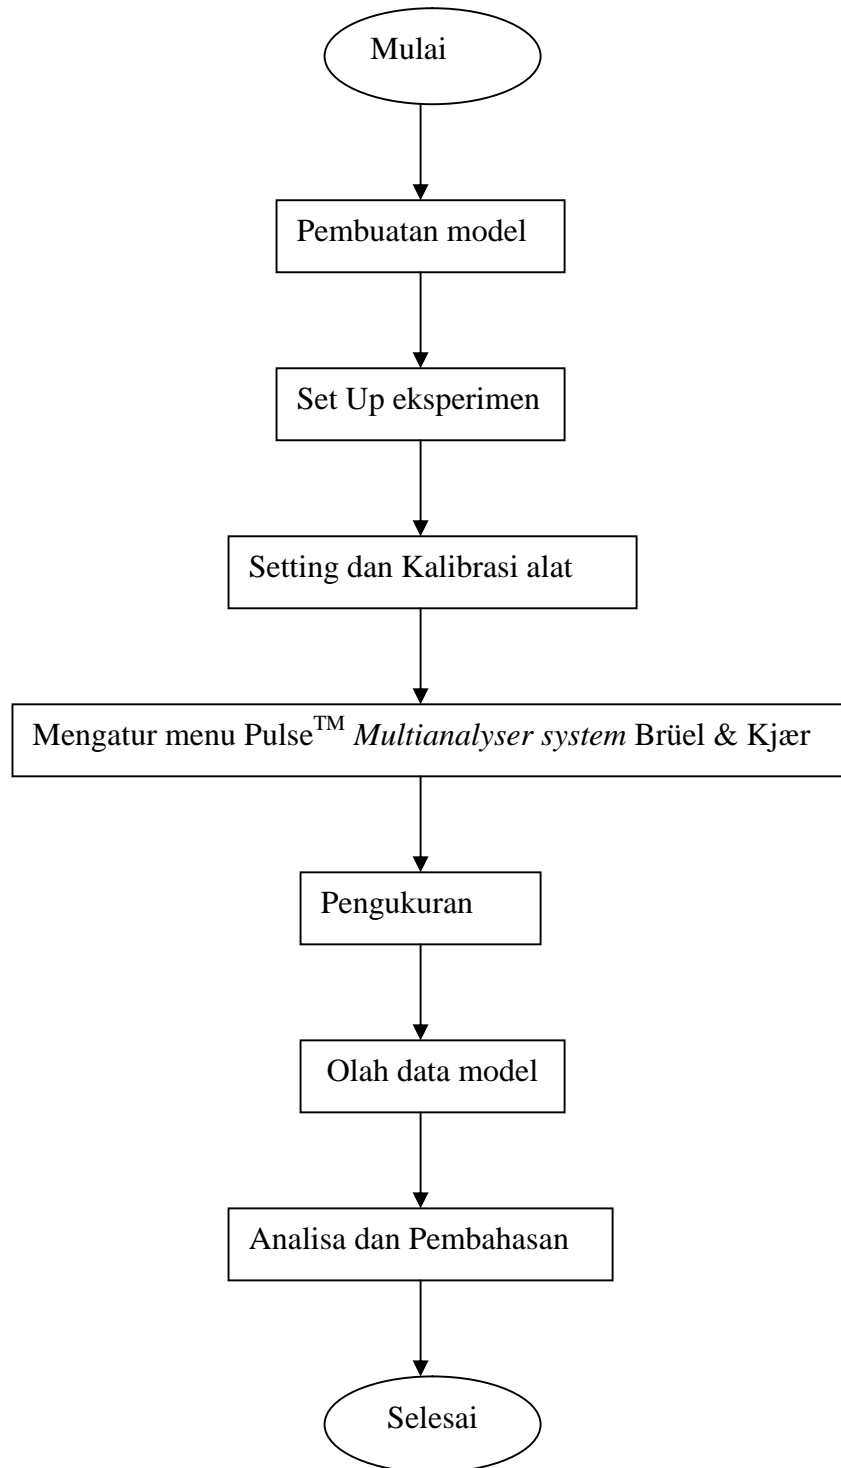 Mulai
Pembuatan model
Set Up eksperimen
Setting dan Kalibrasi alat
Mengatur menu Pulse™ Multianalyser system Brüel & Kjær
Pengukuran
Olah data model
Analisa dan Pembahasan
Selesai